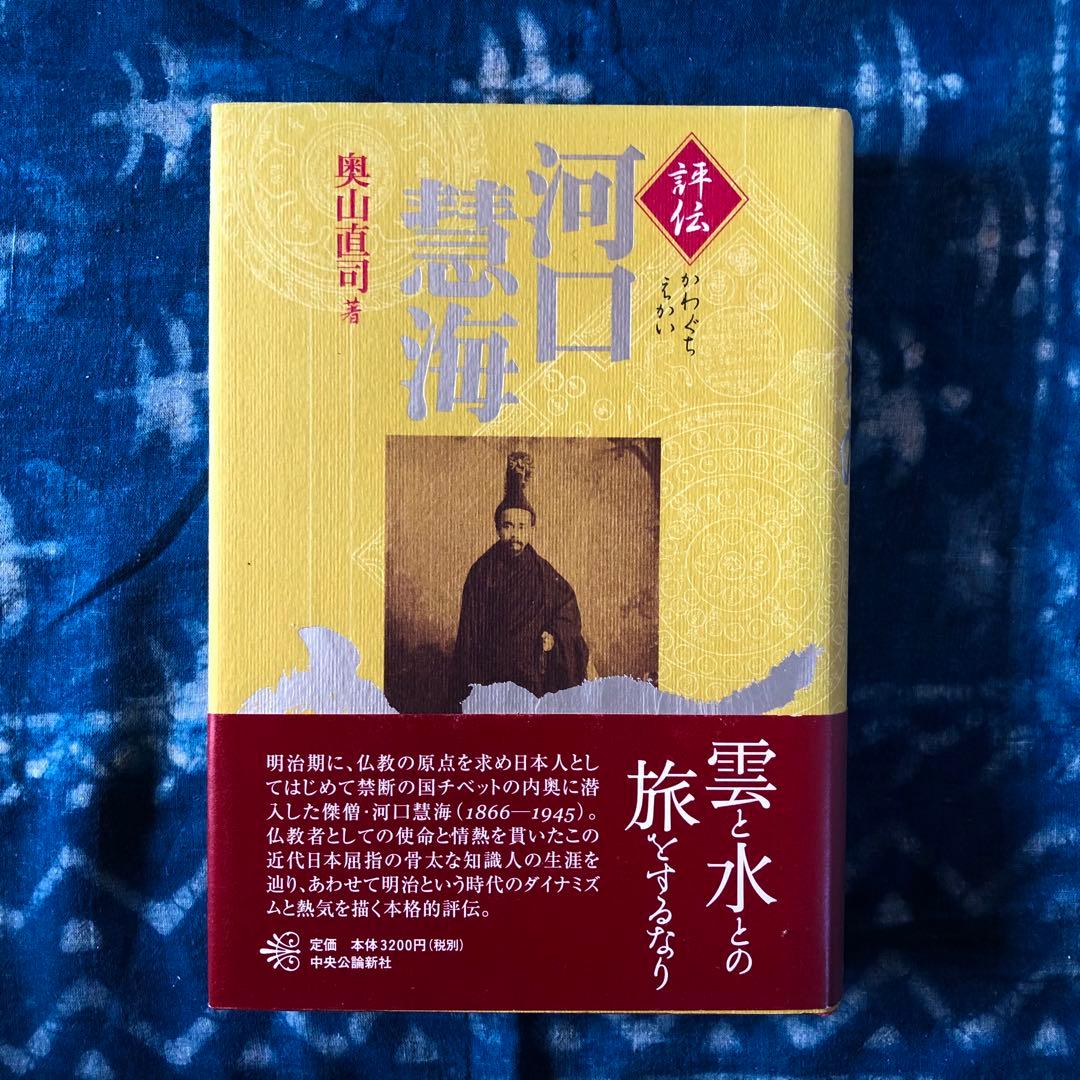 評伝
河口
慧海
かわぐち
えかい
奥山直司 著
雲と水との
旅をするなり
明治期に、仏教の原点を求め日本人とし
てはじめて禁断の国チベットの内奥に潜
入した傑僧・河口慧海(1866—1945)。
仏教者としての使命と情熱を貫いたこの
近代日本屈指の骨太な知識人の生涯を
辿り、あわせて明治という時代のダイナミズ
ムと熱気を描く本格的評伝。
定価 本体3200円(税別)
中央公論新社